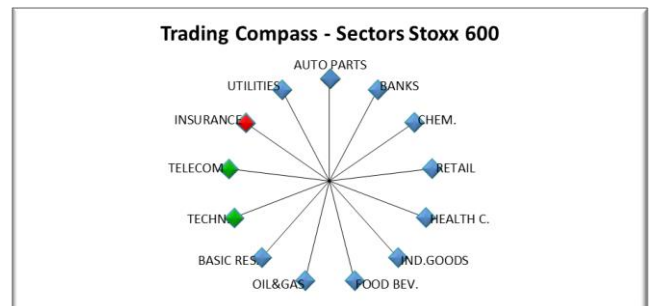 Trading Compass - Sectors Stoxx 600
AUTO PARTS
UTILITIES
BANKS
INSURANCE
CHEM.
TELECOM
RETAIL
TECHN
HEALTH C.
BASIC RES.
IND.GOODS
OIL&GAS
FOOD BEV.